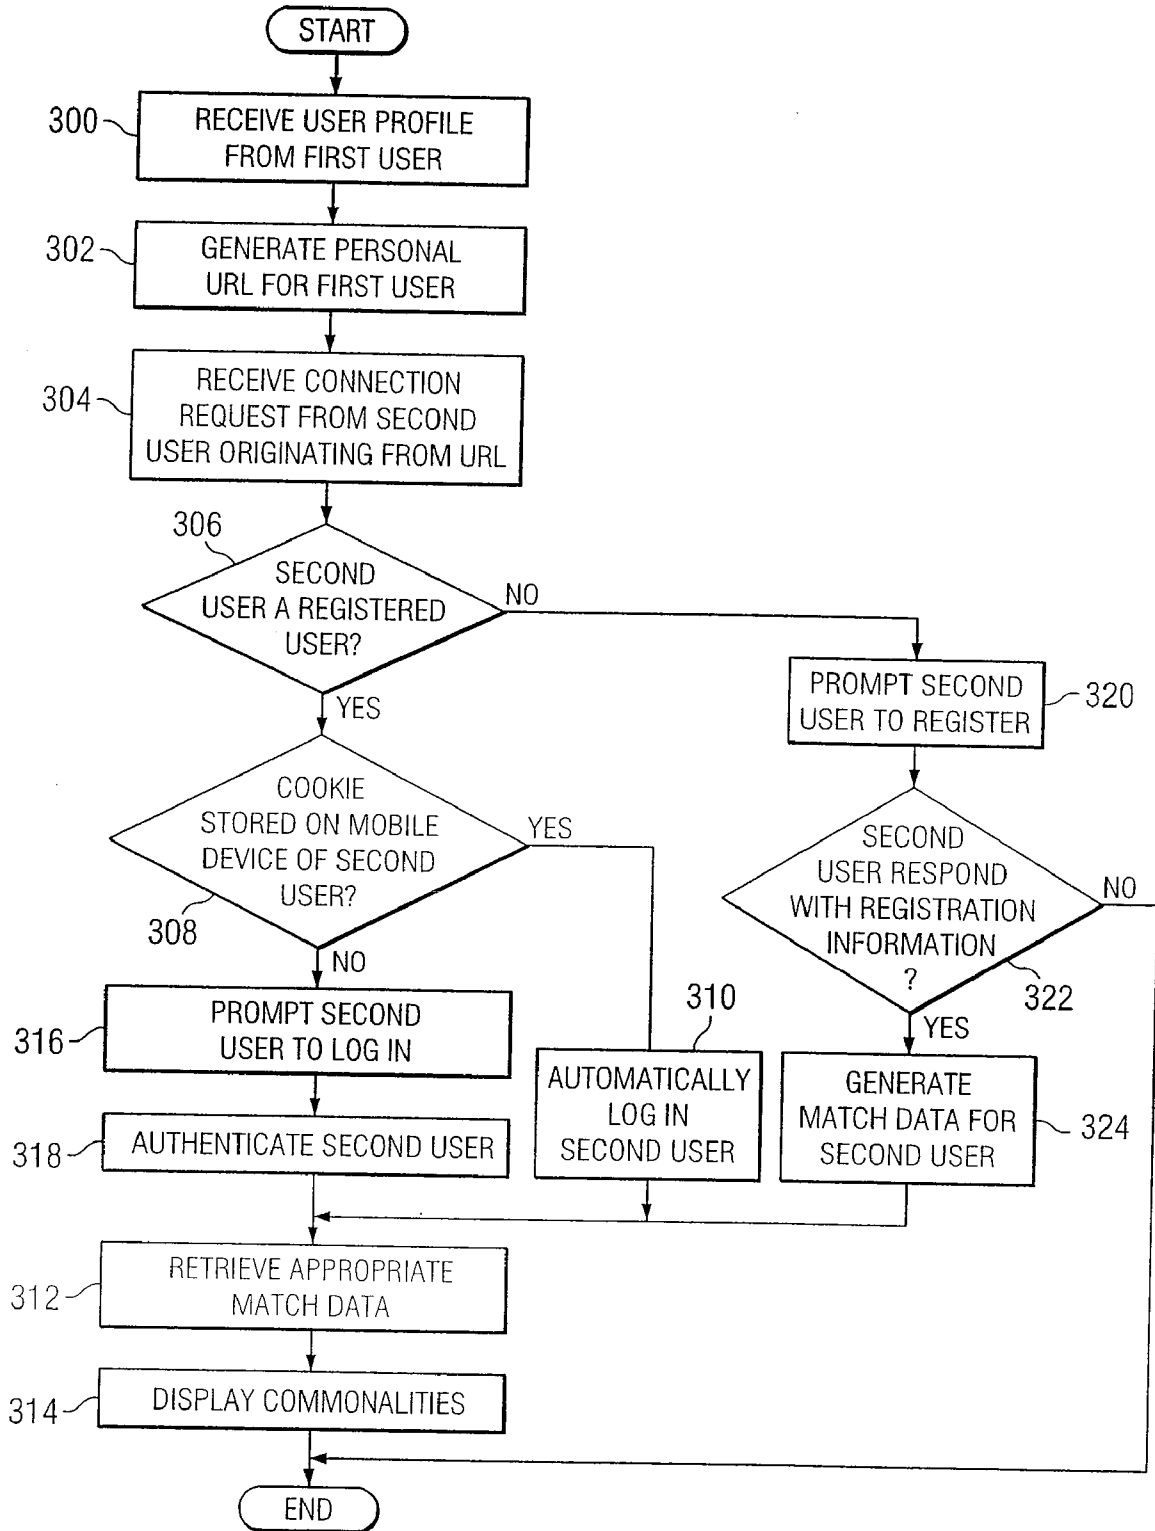 START
300
RECEIVE USER PROFILE
FROM FIRST USER
302
GENERATE PERSONAL
URL FOR FIRST USER
304
RECEIVE CONNECTION
REQUEST FROM SECOND
USER ORIGINATING FROM URL
306
SECOND
USER A REGISTERED
USER?
NO
YES
PROMPT SECOND
USER TO REGISTER
320
COOKIE
STORED ON MOBILE
DEVICE OF SECOND
USER?
308
YES
NO
SECOND
USER RESPOND
WITH REGISTRATION
INFORMATION
?
NO
322
YES
316
PROMPT SECOND
USER TO LOG IN
310
AUTOMATICALLY
LOG IN
SECOND USER
GENERATE
MATCH DATA FOR
SECOND USER
324
318
AUTHENTICATE SECOND USER
312
RETRIEVE APPROPRIATE
MATCH DATA
314
DISPLAY COMMONALITIES
END